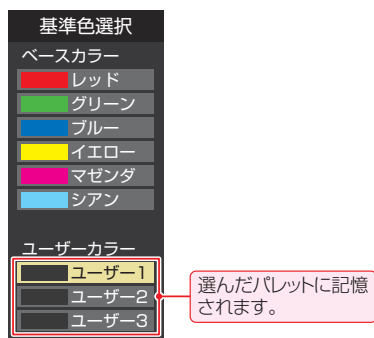 基準色選択
ベースカラー
レッド
グリーン
ブルー
イエロー
マゼンダ
シアン
ユーザーカラー
ユーザー1
ユーザー2
ユーザー3
選んだパレットに記憶
されます。